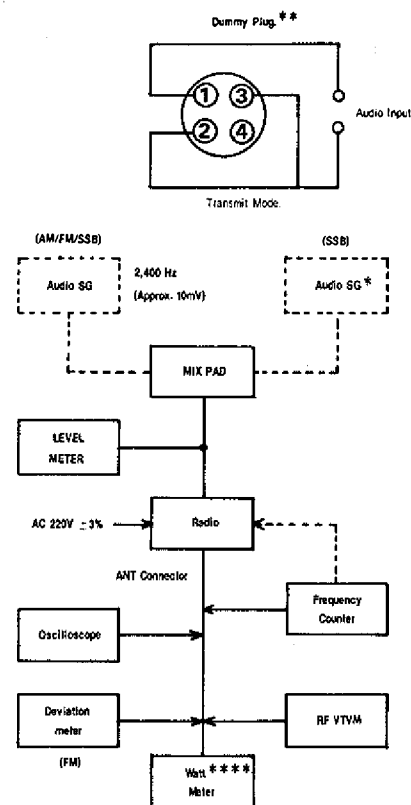 Dummy Plug.**
1 3
2 4
Audio Input
Transmit Mode.
(AM/FM/SSB)
(SSB)
Audio SG
2,400 Hz
(Approx. 10mV)
Audio SG *
MIX PAD
LEVEL
METER
AC 220V ±3%
Radio
ANT Connector
Frequency
Counter
Oscilloscope
Deviation
meter
RF VTVM
(FM)
Watt ****
Meter